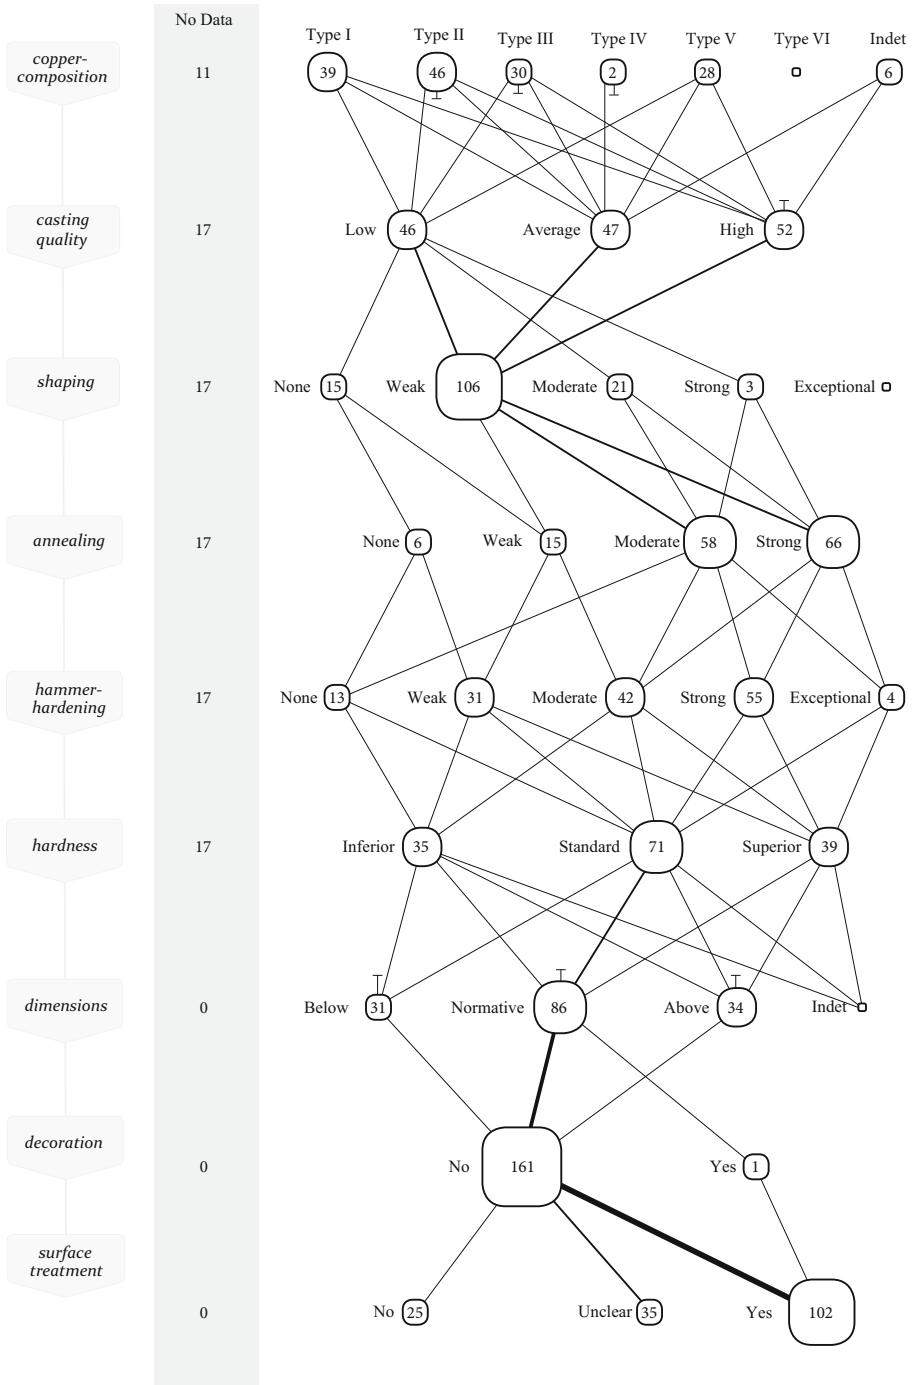 No Data
Type I
Type II
Type III
Type IV
Type V
Type VI
Indet
copper-
composition
11
39
46
30
2
28
6
casting
quality
17
Low 46
Average 47
High 52
shaping
17
None 15
Weak 106
Moderate 21
Strong 3
Exceptional
annealing
17
None 6
Weak 15
Moderate 58
Strong 66
hammer-
hardening
17
None 13
Weak 31
Moderate 42
Strong 55
Exceptional 4
hardness
17
Inferior 35
Standard 71
Superior 39
dimensions
0
Below 31
Normative 86
Above 34
Indet
decoration
0
No 161
Yes 1
surface
treatment
0
No 25
Unclear 35
Yes 102